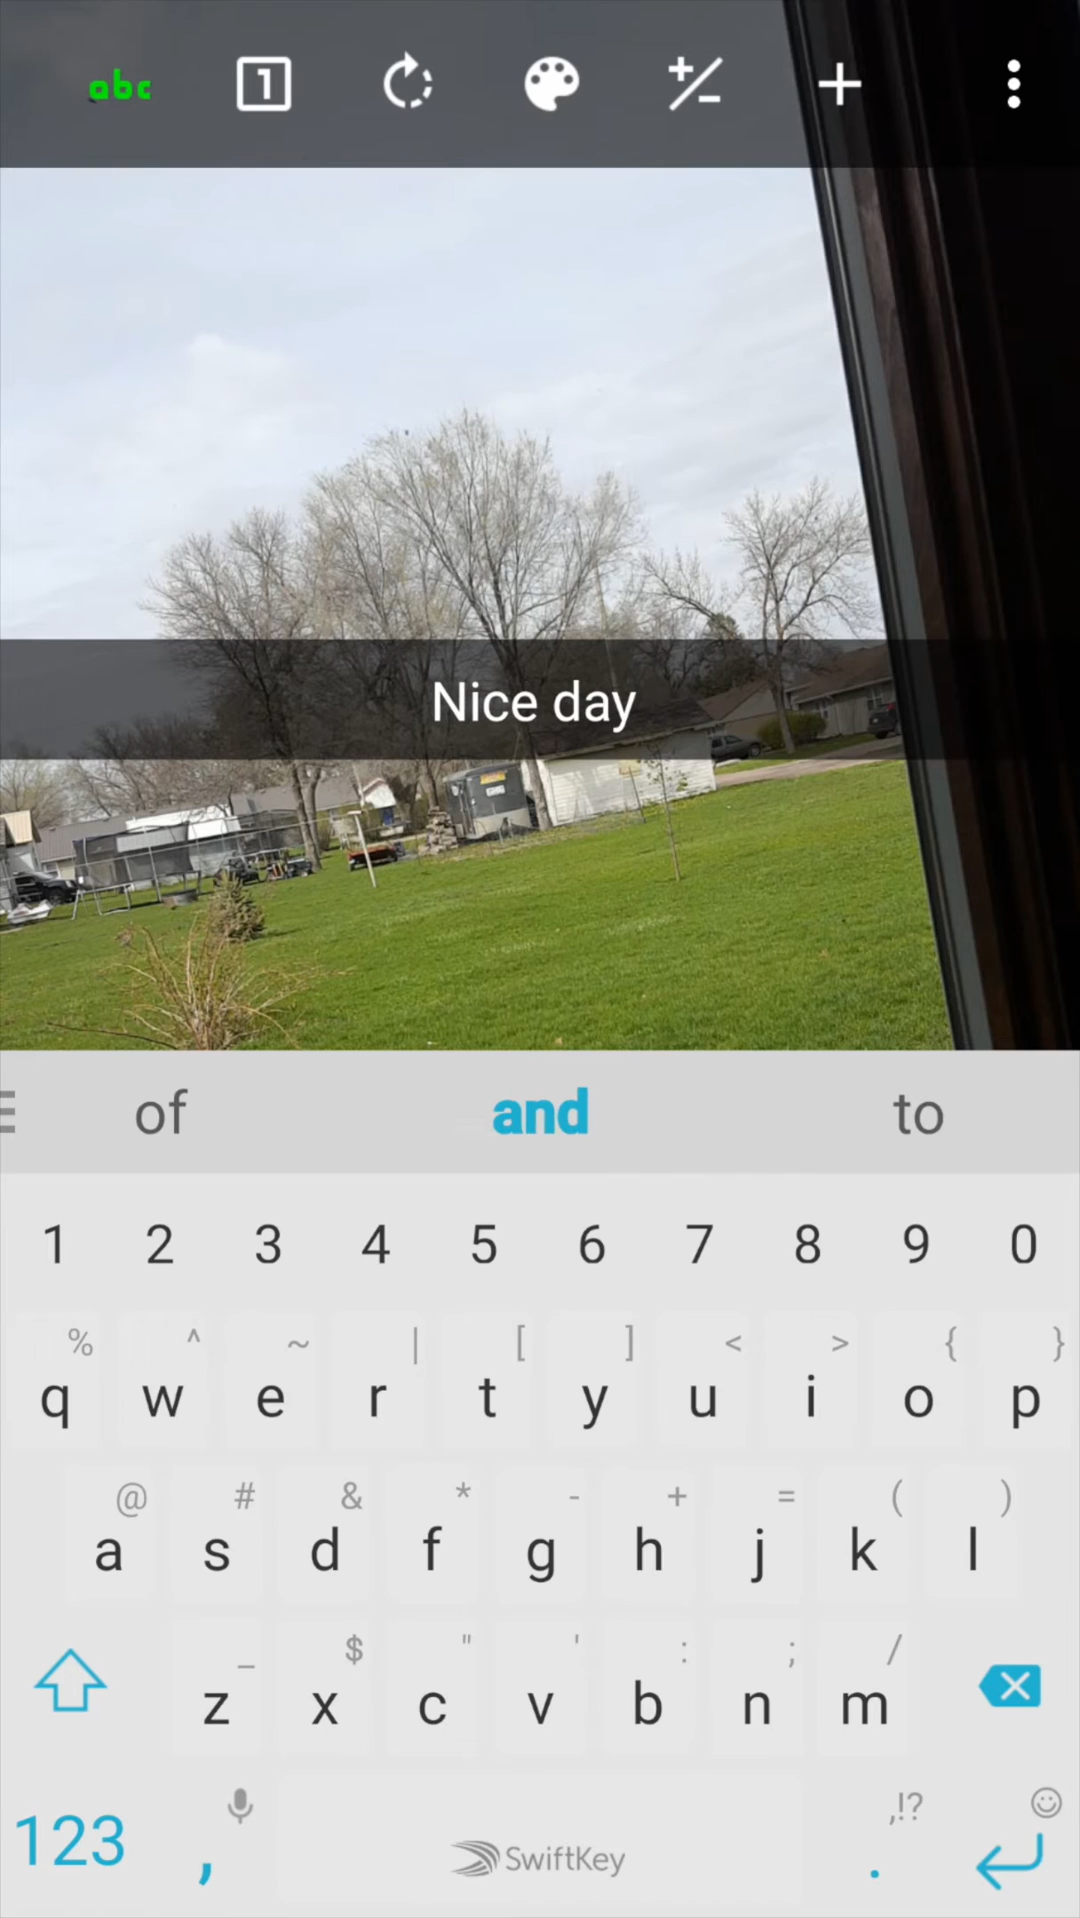 abc
1
Nice day
of and to
1 2 3 4 5 6 7 8 9 0
% ^ ~ | [ ] < > { }
q w e r t y u i o p
@ # & * - + = ( )
a s d f g h j k l
_ $ " ' : ; /
z x c v b n m
,!?
123 , SwiftKey .